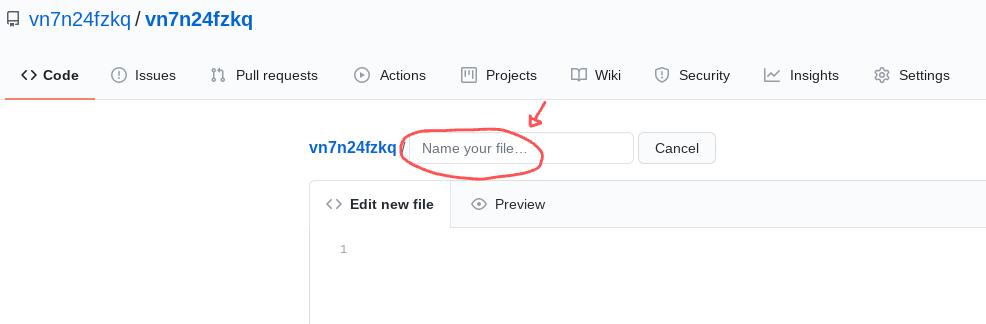 vn7n24fzkq / vn7n24fzkq
Code Issues Pull requests Actions Projects Wiki Security Insights Settings
vn7n24fzkq / Name your file... Cancel
Edit new file Preview
1